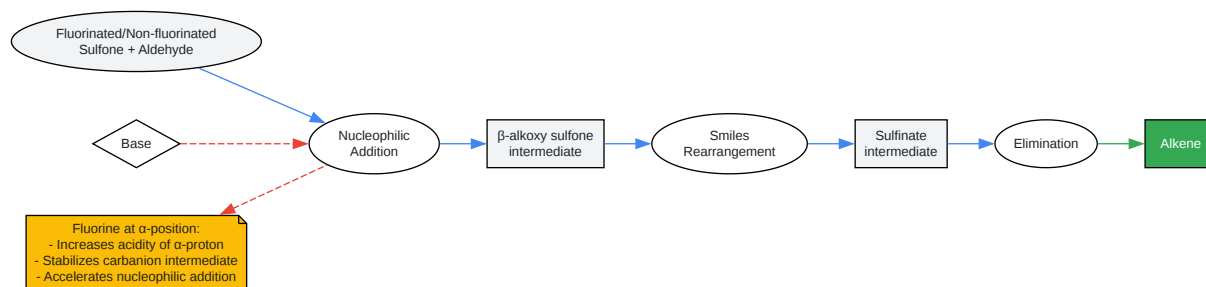 Fluorinated/Non-fluorinated
Sulfone + Aldehyde
Base
Nucleophilic
Addition
β-alkoxy sulfone
intermediate
Smiles
Rearrangement
Sulfinate
intermediate
Elimination
Alkene
Fluorine at α-position:
- Increases acidity of α-proton
- Stabilizes carbanion intermediate
- Accelerates nucleophilic addition